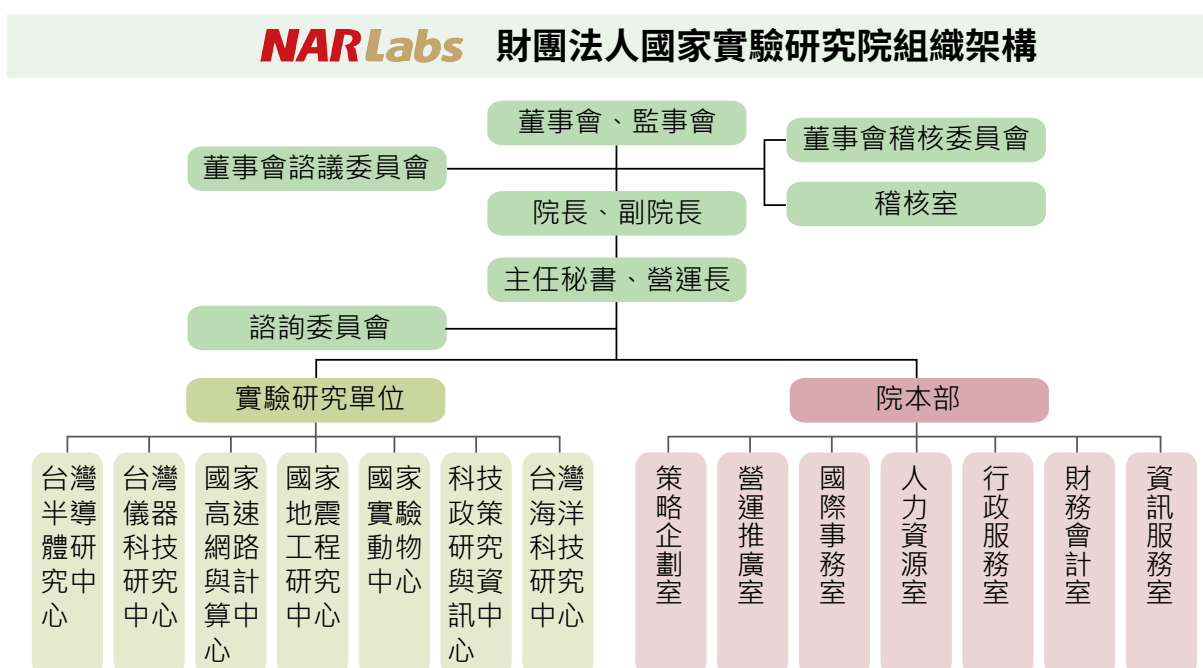 NARLabs 財團法人國家實驗研究院組織架構
董事會、監事會
董事會稽核委員會
董事會諮議委員會
稽核室
院長、副院長
主任秘書、營運長
諮詢委員會
實驗研究單位
院本部
台灣
半導
體研
究中
心
台灣
儀器
科技
研究
中心
國家
高速
網路
與計
算中
心
國家
地震
工程
研究
中心
國家
實驗
動物
中心
科技
政策
研究
與資
訊中
心
台灣
海洋
科技
研究
中心
策略企劃室
營運推廣室
國際事務室
人力資源室
行政服務室
財務會計室
資訊服務室